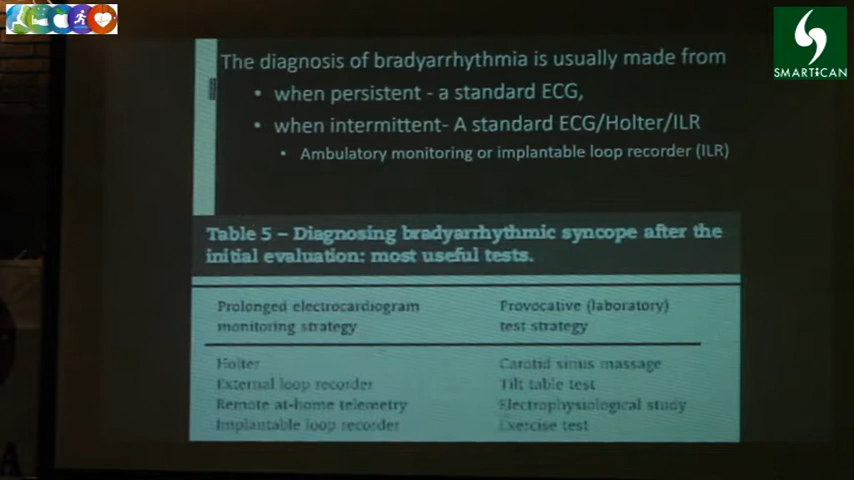 SMARTICAN
The diagnosis of bradyarrhythmia is usually made from
• when persistent - a standard ECG,
• when intermittent- A standard ECG/Holter/ILR
• Ambulatory monitoring or implantable loop recorder (ILR)
Table 5 – Diagnosing bradyarrhythmic syncope after the
initial evaluation: most useful tests.
Prolonged electrocardiogram
monitoring strategy
Provocative (laboratory)
test strategy
Holter
Carotid sinus massage
External loop recorder
Tilt table test
Remote at-home telemetry
Electrophysiological study
Implantable loop recorder
Exercise test